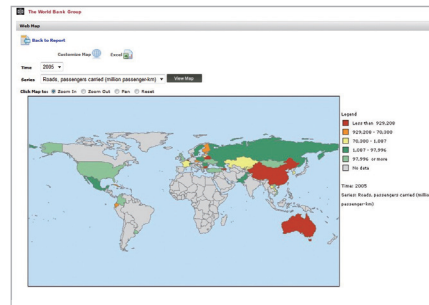 The World Bank Group
Web Map
Back to Report
Customize Map Excel
Time 2005
Series Roads, passengers carried (million passenger-km) View Map
Click Map to: Zoom In Zoom Out Pan Reset
Legend
Less than 929,208
929,208 - 70,000
70,000 - 1,087
1,087 - 97,996
97,996 or more
No data
Time: 2005
Series: Roads, passengers carried (millio
passenger-km)